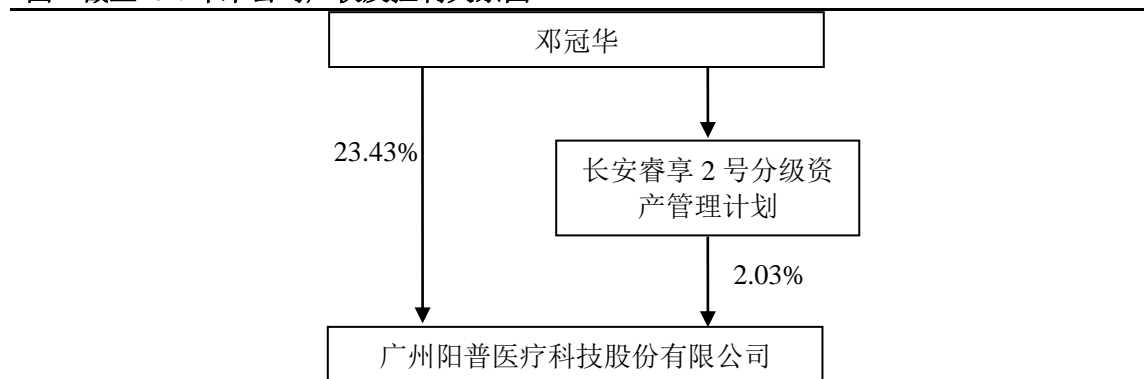 邓冠华
23.43%
长安睿享 2 号分级资
产管理计划
2.03%
广州阳普医疗科技股份有限公司